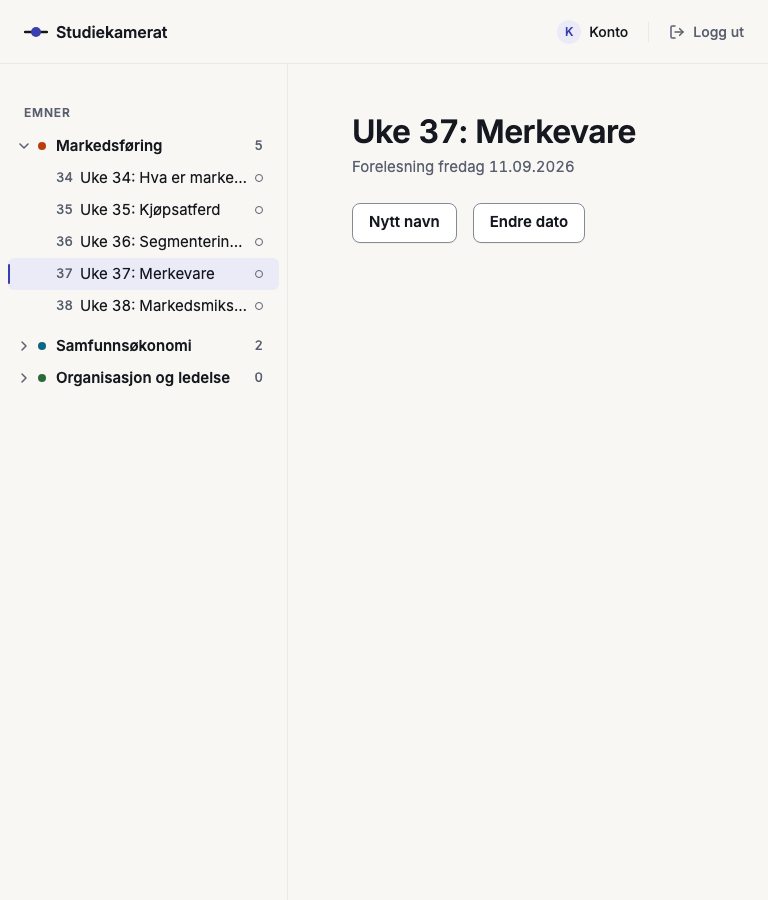 Studiekamerat
K Konto
Logg ut
EMNER
Markedsføring 5
34 Uke 34: Hva er marke...
35 Uke 35: Kjøpsatferd
36 Uke 36: Segmenterin...
37 Uke 37: Merkevare
38 Uke 38: Markedsmiks...
Samfunnsøkonomi 2
Organisasjon og ledelse 0
Uke 37: Merkevare
Forelesning fredag 11.09.2026
Nytt navn
Endre dato